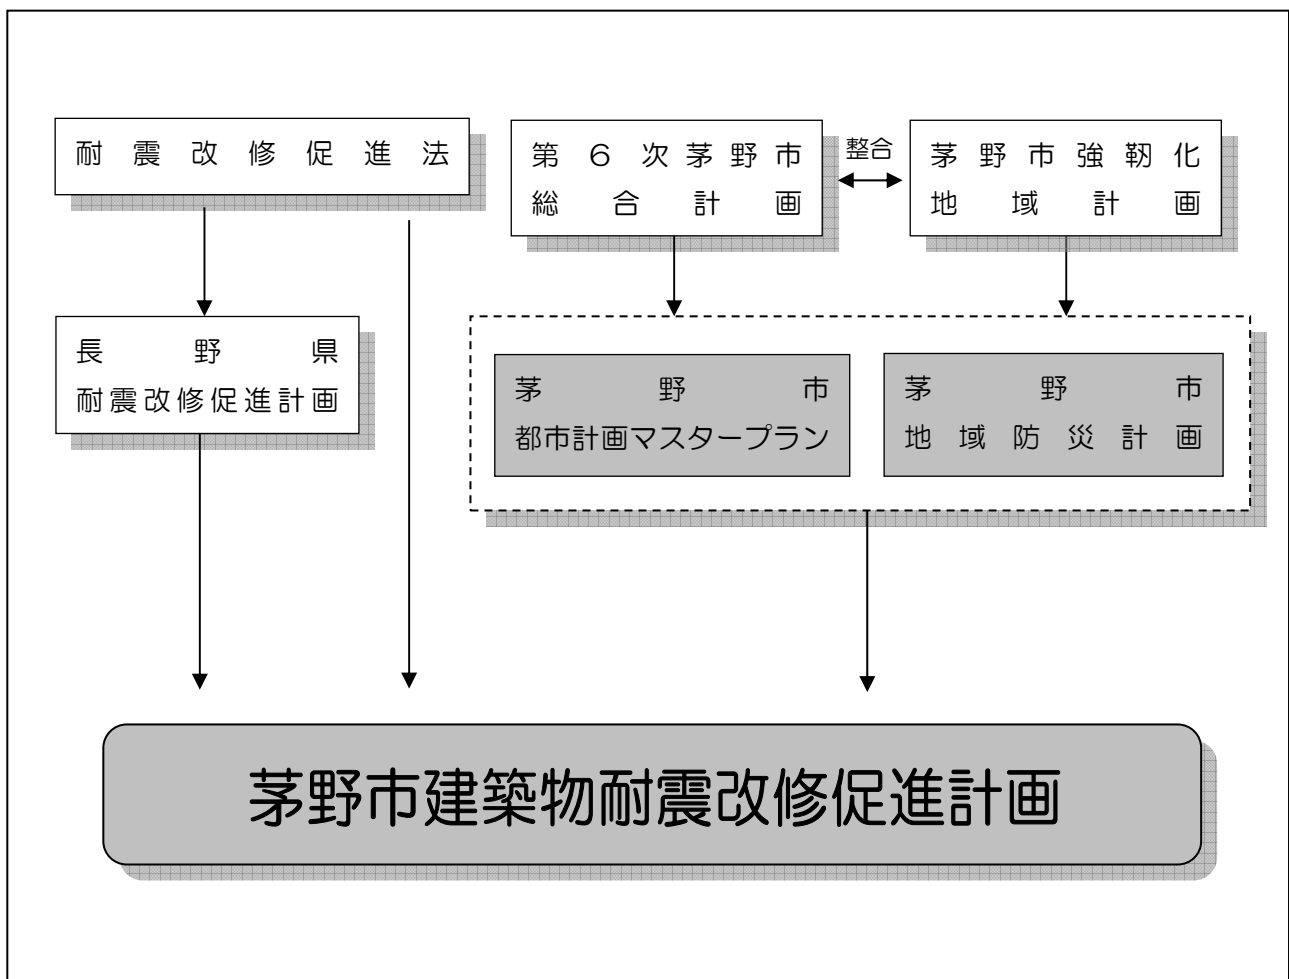 耐震改修促進法
第６次茅野市
総合計画
整合
茅野市強靭化
地域計画
長野県
耐震改修促進計画
茅野市
都市計画マスタープラン
茅野市
地域防災計画
茅野市建築物耐震改修促進計画